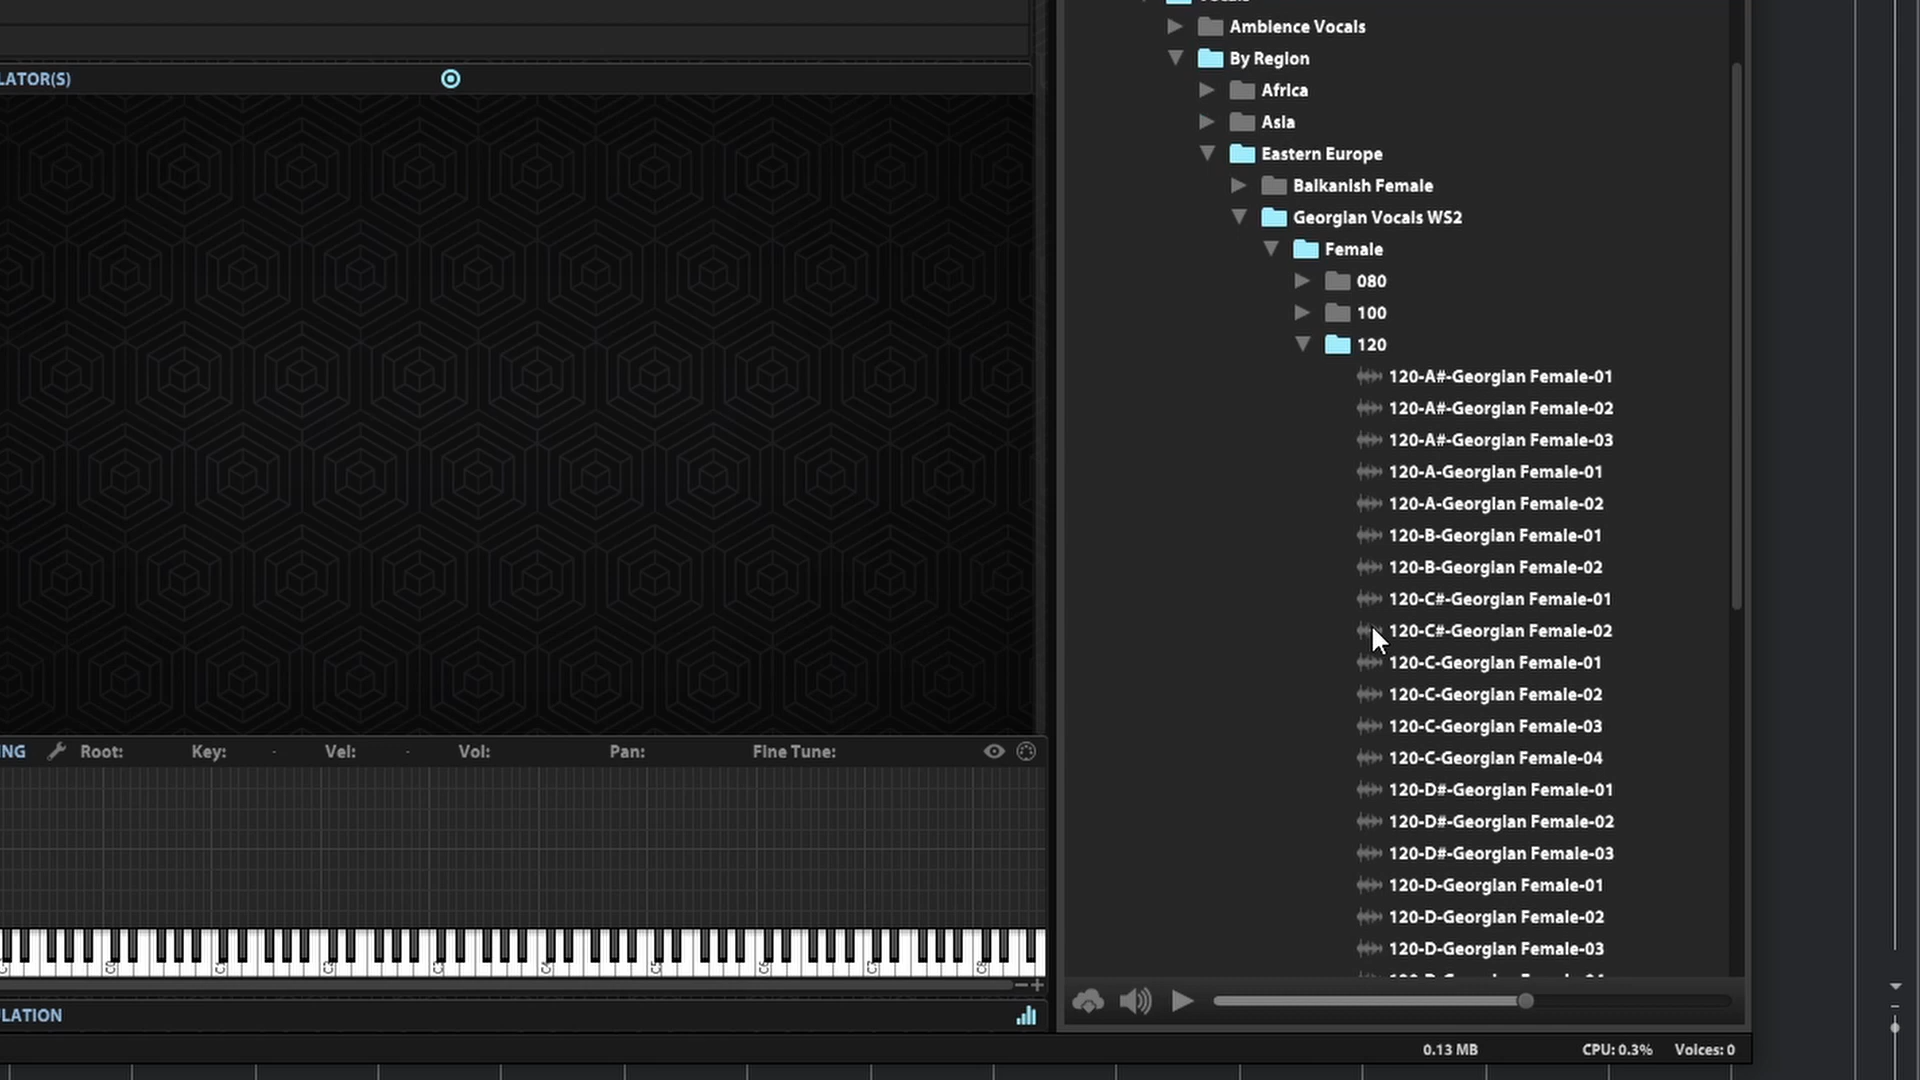 Ambience Vocals
By Region
LATOR(S)
Africa
Asia
Eastern Europe
Balkanish Female
Georgian Vocals WS2
Female
080
100
120
120-A#-Georgian Female-01
120-A#-Georgian Female-02
120-A#-Georgian Female-03
120-A-Georgian Female-01
120-A-Georgian Female-02
120-B-Georgian Female-01
120-B-Georgian Female-02
120-C#-Georgian Female-01
120-C#-Georgian Female-02
120-C-Georgian Female-01
120-C-Georgian Female-02
120-C-Georgian Female-03
120-C-Georgian Female-04
120-D#-Georgian Female-01
120-D#-Georgian Female-02
120-D#-Georgian Female-03
120-D-Georgian Female-01
120-D-Georgian Female-02
120-D-Georgian Female-03
NG Root: Key: - Vel: - Vol: Pan: Fine Tune:
LATION
0.13 MB CPU: 0.3% Voices: 0